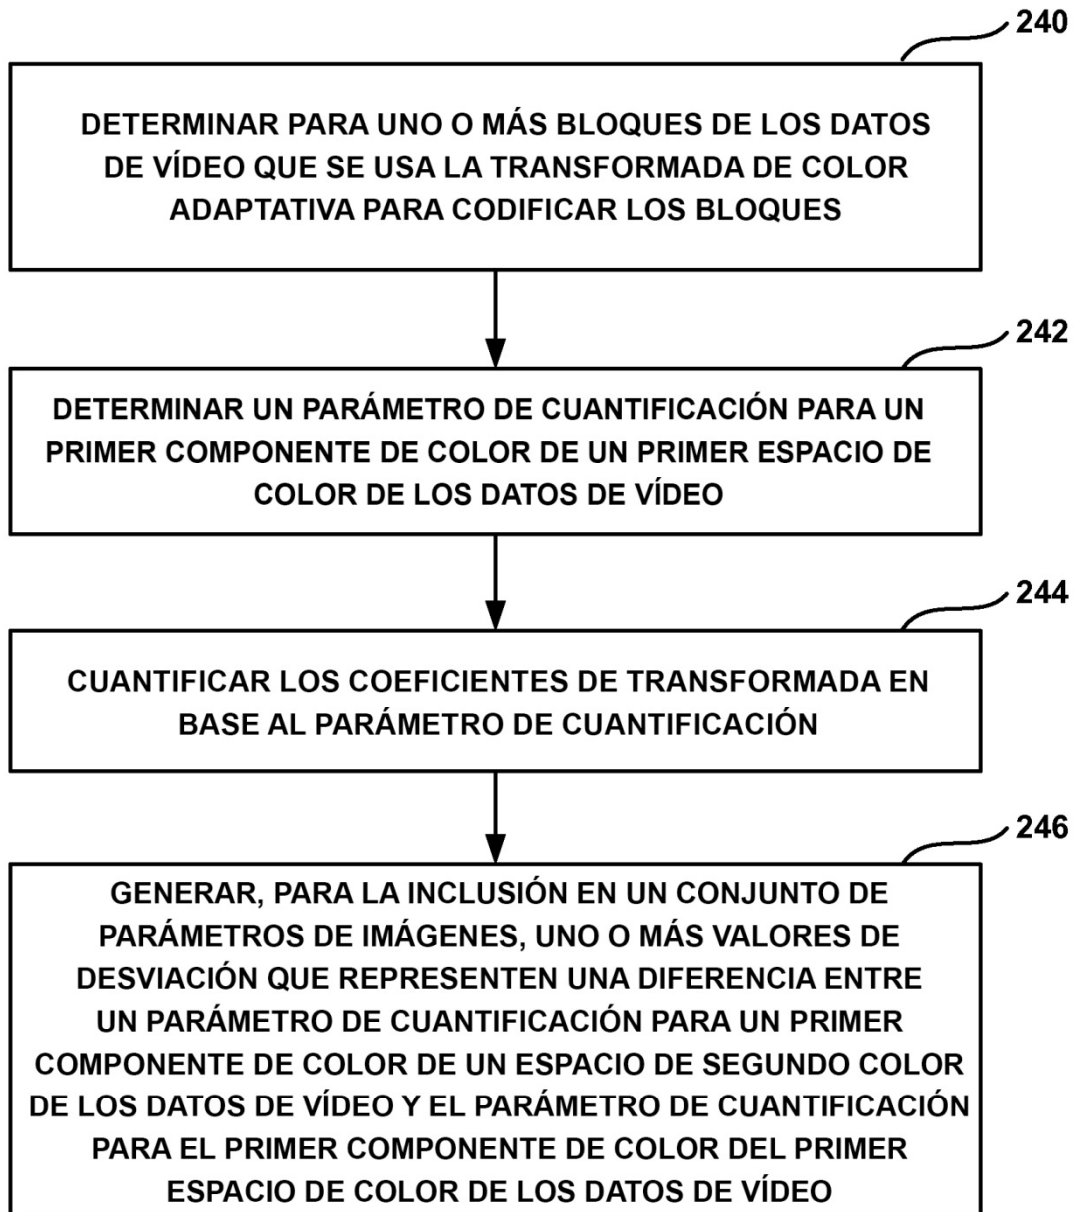 240
DETERMINAR PARA UNO O MÁS BLOQUES DE LOS DATOS
DE VÍDEO QUE SE USA LA TRANSFORMADA DE COLOR
ADAPTATIVA PARA CODIFICAR LOS BLOQUES
242
DETERMINAR UN PARÁMETRO DE CUANTIFICACIÓN PARA UN
PRIMER COMPONENTE DE COLOR DE UN PRIMER ESPACIO DE
COLOR DE LOS DATOS DE VÍDEO
244
CUANTIFICAR LOS COEFICIENTES DE TRANSFORMADA EN
BASE AL PARÁMETRO DE CUANTIFICACIÓN
246
GENERAR, PARA LA INCLUSIÓN EN UN CONJUNTO DE
PARÁMETROS DE IMÁGENES, UNO O MÁS VALORES DE
DESVIACIÓN QUE REPRESENTEN UNA DIFERENCIA ENTRE
UN PARÁMETRO DE CUANTIFICACIÓN PARA UN PRIMER
COMPONENTE DE COLOR DE UN ESPACIO DE SEGUNDO COLOR
DE LOS DATOS DE VÍDEO Y EL PARÁMETRO DE CUANTIFICACIÓN
PARA EL PRIMER COMPONENTE DE COLOR DEL PRIMER
ESPACIO DE COLOR DE LOS DATOS DE VÍDEO